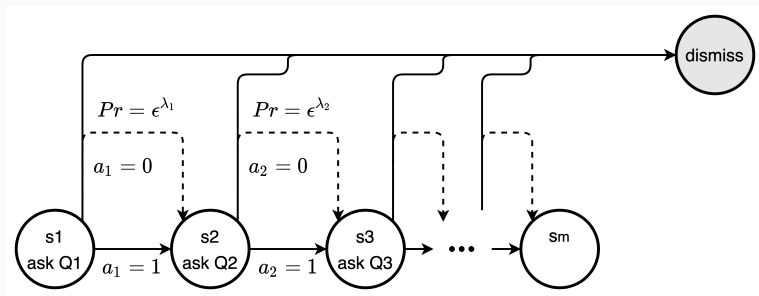 dismiss
Pr = ϵ^λ₁
Pr = ϵ^λ₂
a₁ = 0
a₂ = 0
s1
ask Q1
s2
ask Q2
s3
ask Q3
•••
sm
a₁ = 1
a₂ = 1